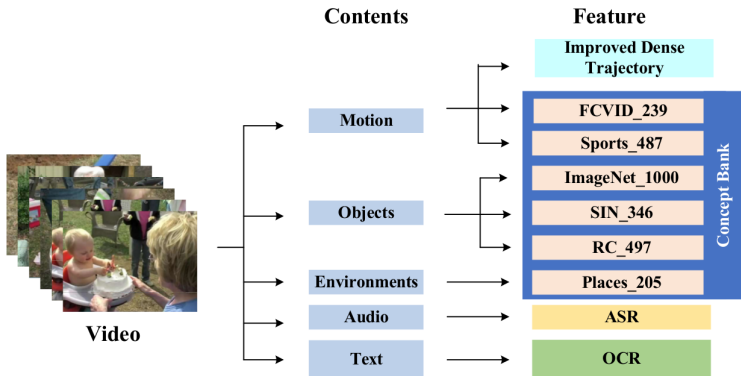 Contents
Feature
Improved Dense
Trajectory
Motion
FCVID_239
Sports_487
ImageNet_1000
Objects
SIN_346
RC_497
Environments
Places_205
Concept Bank
Audio
ASR
Video
Text
OCR